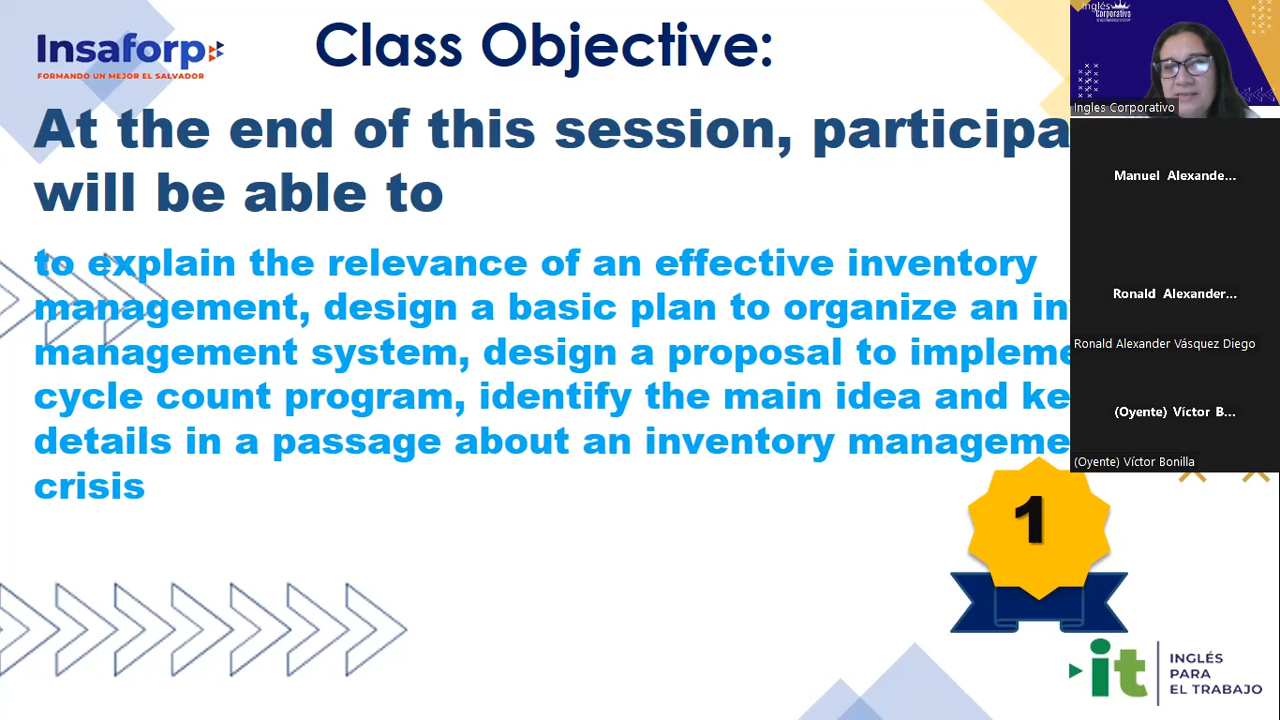 Insaforp
FORMANDO UN MEJOR EL SALVADOR
Class Objective:
At the end of this session, participa
will be able to
to explain the relevance of an effective inventory
management, design a basic plan to organize an in
management system, design a proposal to impleme
cycle count program, identify the main idea and ke
details in a passage about an inventory manageme
crisis
1
it
INGLÉS
PARA
EL TRABAJO
Inglés
Corporativo
Ingles Corporativo
Manuel Alexande...
Ronald Alexander...
Ronald Alexander Vásquez Diego
(Oyente) Víctor B...
(Oyente) Víctor Bonilla